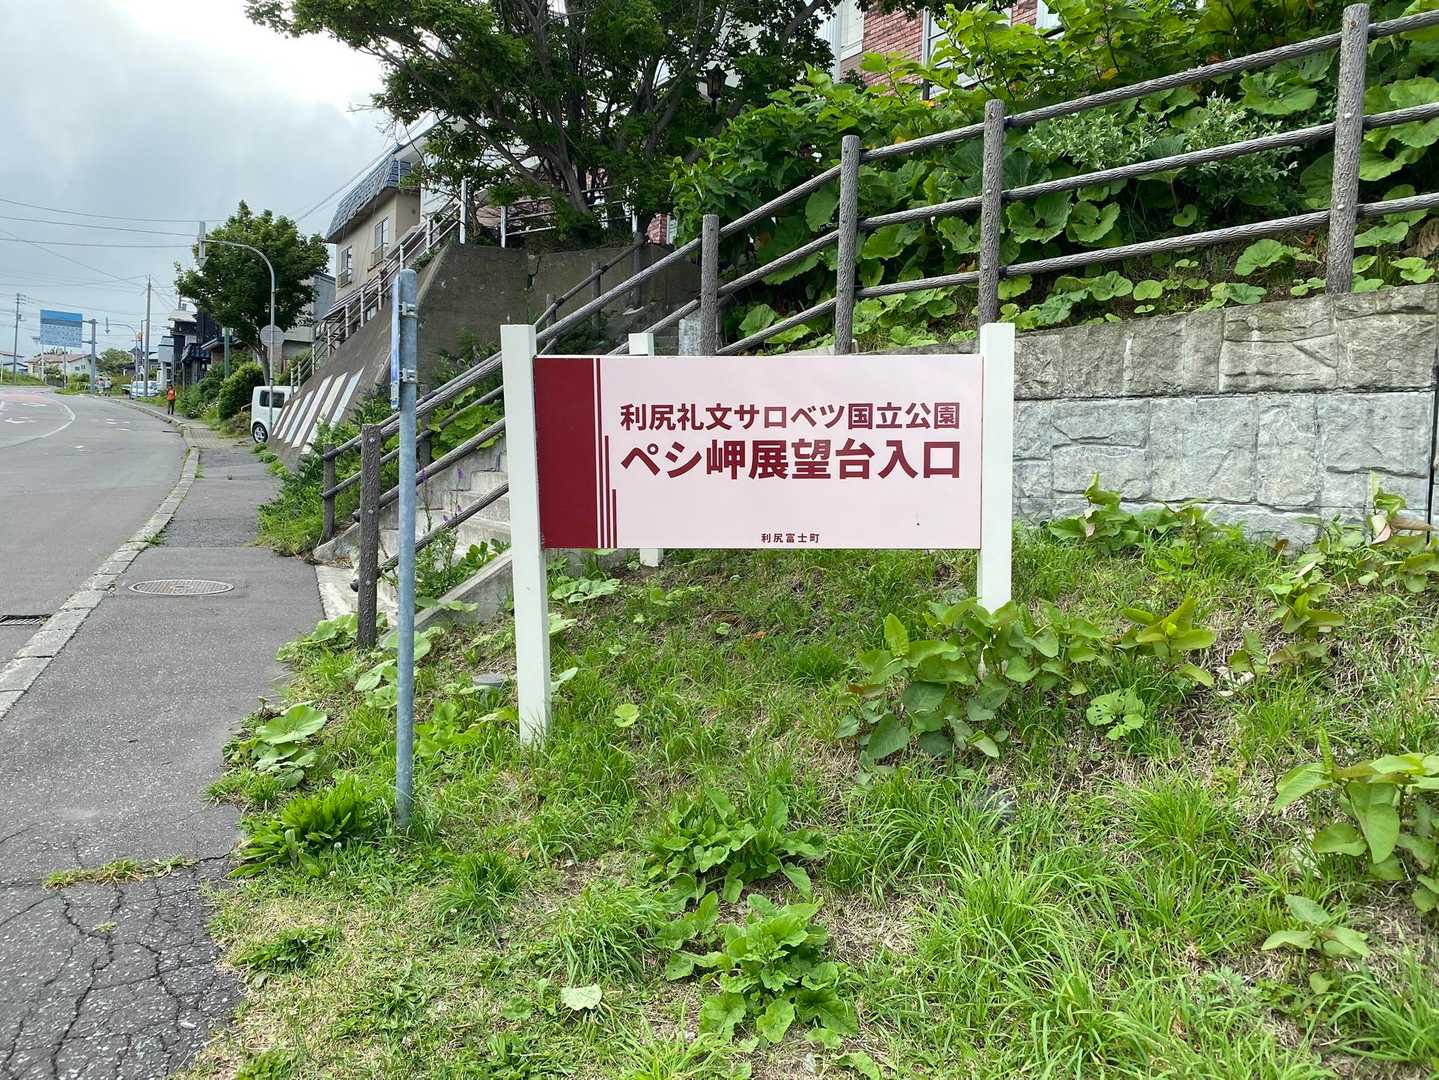 利尻礼文サロベツ国立公園
ペシ岬展望台入口
利尻富士町